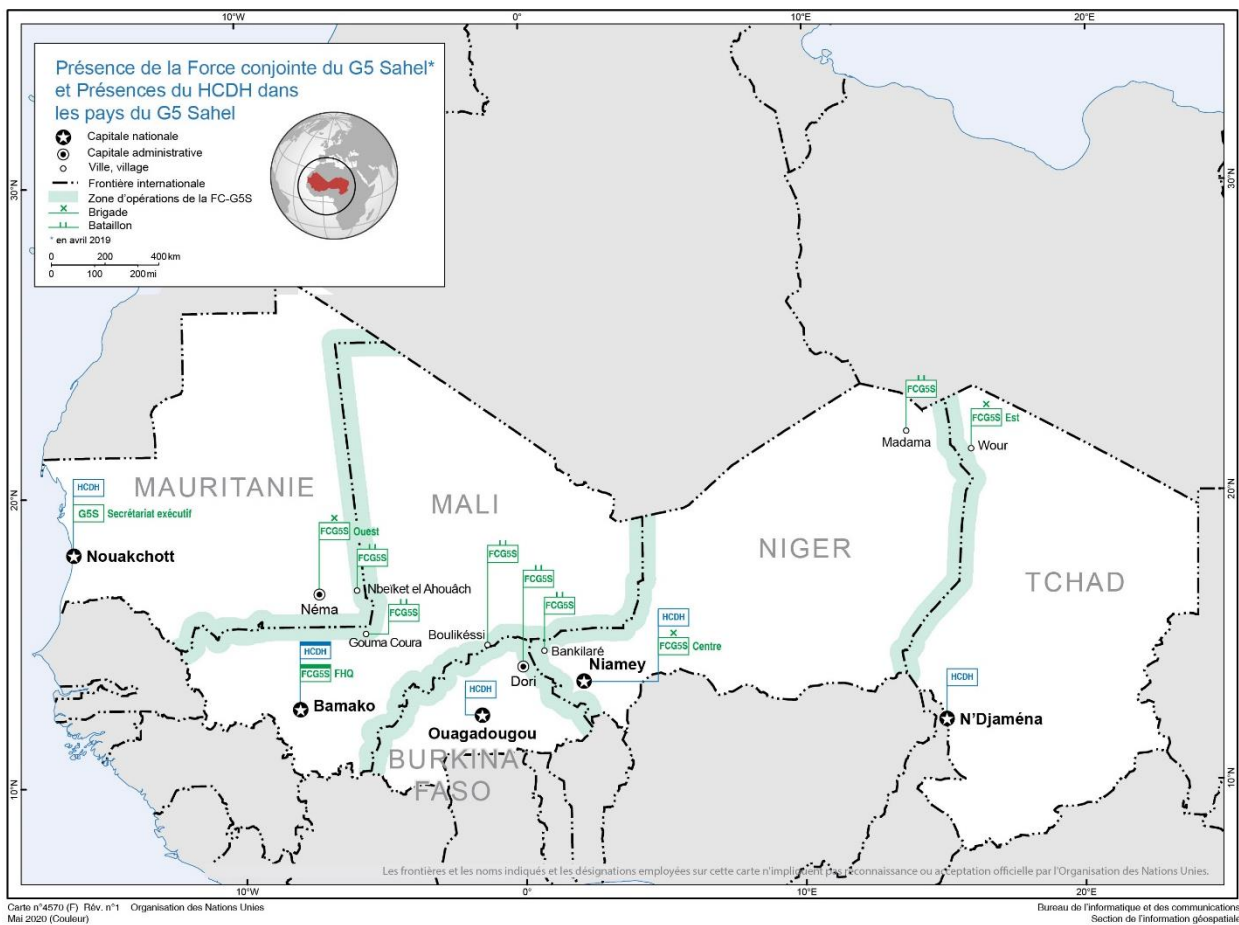 10°W 0° 10°E 20°E
Présence de la Force conjointe du G5 Sahel*
et Présences du HCDH dans
les pays du G5 Sahel
Capitale nationale
Capitale administrative
Ville, village
Frontière internationale
Zone d'opérations de la FC-G5S
Brigade
Bataillon
* en avril 2019
0 200 400 km
0 100 200 mi
30°N 30°N
FCG5S
FCG5S Est
Madama
Wour
20°N 20°N
HCDH
G5S Secrétariat exécutif
Nouakchott
MAURITANIE
MALI
NIGER
TCHAD
FCG5S Ouest
Néma
FCG5S
Nbeïket el Ahouâch
FCG5S
Gouma Coura
FCG5S
Boulikéssi
FCG5S
Dori
FCG5S
Bankilaré
HCDH
FCG5S Centre
Niamey
HCDH
FCG5S FHQ
Bamako
HCDH
Ouagadougou
BURKINA
FASO
HCDH
N'Djaména
10°N 10°N
Les frontières et les noms indiqués et les désignations employées sur cette carte n'impliquent pas reconnaissance ou acceptation officielle par l'Organisation des Nations Unies.
10°W 0° 10°E 20°E
Carte n°4570 (F) Rév. n°1 Organisation des Nations Unies
Mai 2020 (Couleur)
Bureau de l'informatique et des communications
Section de l'information géospatiale